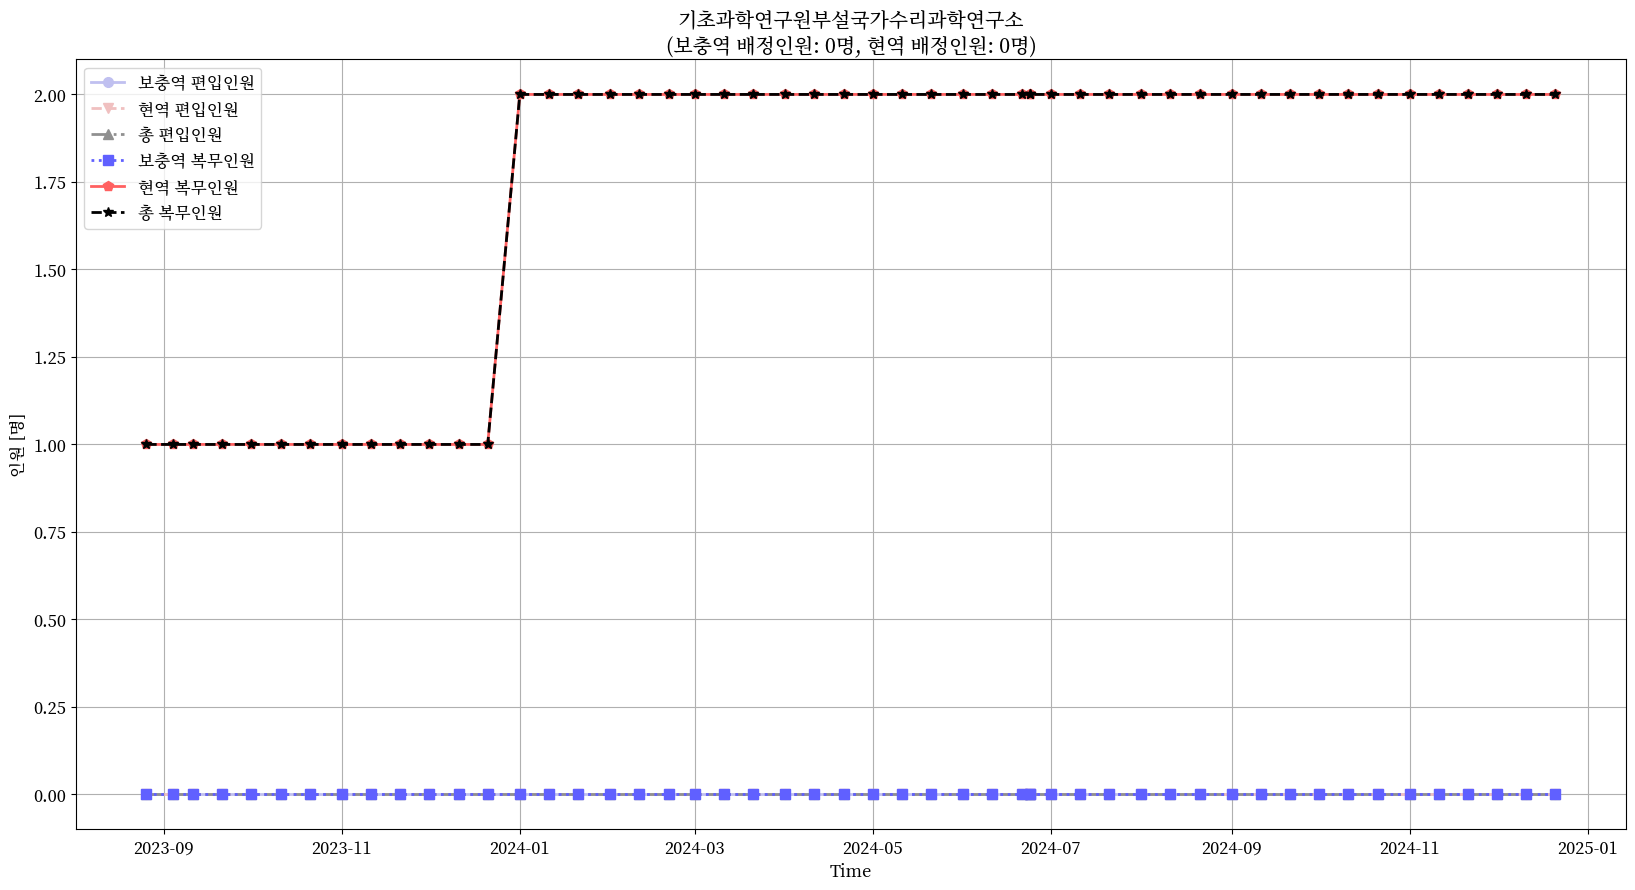 기초과학연구원부설국가수리과학연구소
(보충역 배정인원: 0명, 현역 배정인원: 0명)
보충역 편입인원
현역 편입인원
총 편입인원
보충역 복무인원
현역 복무인원
총 복무인원
인원 [명]
2.00
1.75
1.50
1.25
1.00
0.75
0.50
0.25
0.00
2023-09 2023-11 2024-01 2024-03 2024-05 2024-07 2024-09 2024-11 2025-01
Time